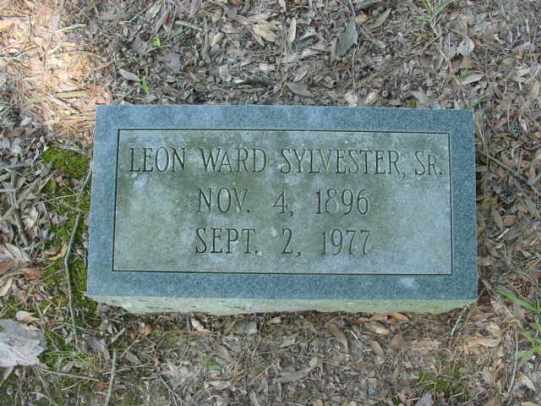 LEON WARD SYLVESTER, SR.
NOV. 4, 1896
SEPT. 2, 1977